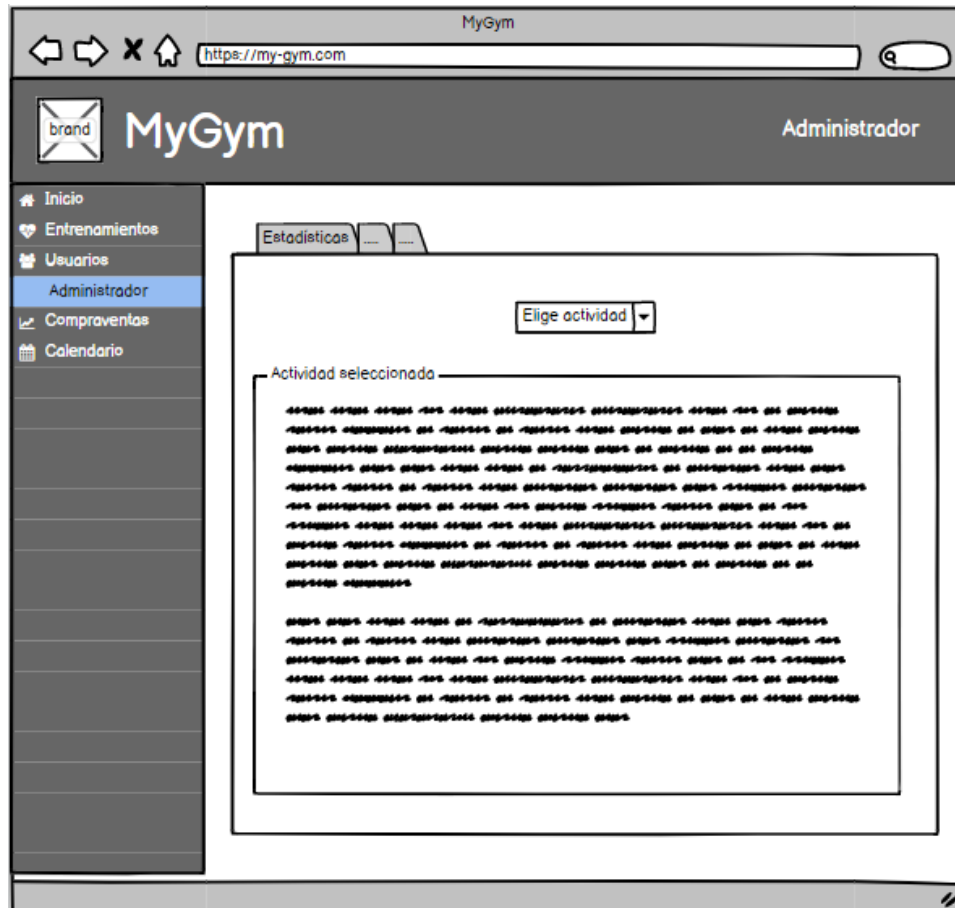 MyGym
https://my-gym.com
brand
MyGym
Administrador
Inicio
Entrenamientos
Usuarios
Administrador
Compraventas
Calendario
Estadísticas
.....
.....
Elige actividad
Actividad seleccionada